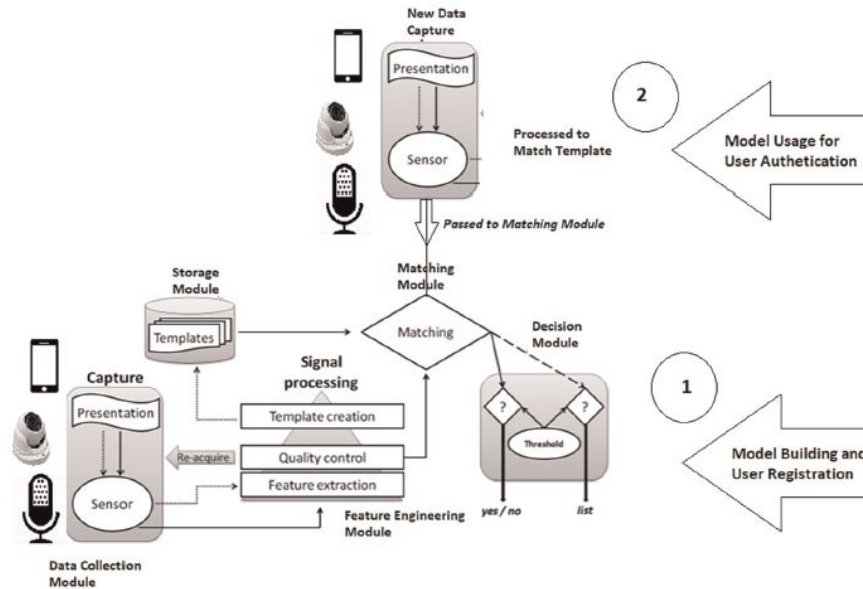 New Data
Capture
Presentation
Sensor
Processed to
Match Template
2
Model Usage for
User Authetication
Passed to Matching Module
Storage
Module
Templates
Matching
Module
Matching
Decision
Module
?
?
Threshold
yes / no
list
1
Model Building and
User Registration
Signal
processing
Template creation
Quality control
Feature extraction
Re-acquire
Feature Engineering
Module
Capture
Presentation
Sensor
Data Collection
Module